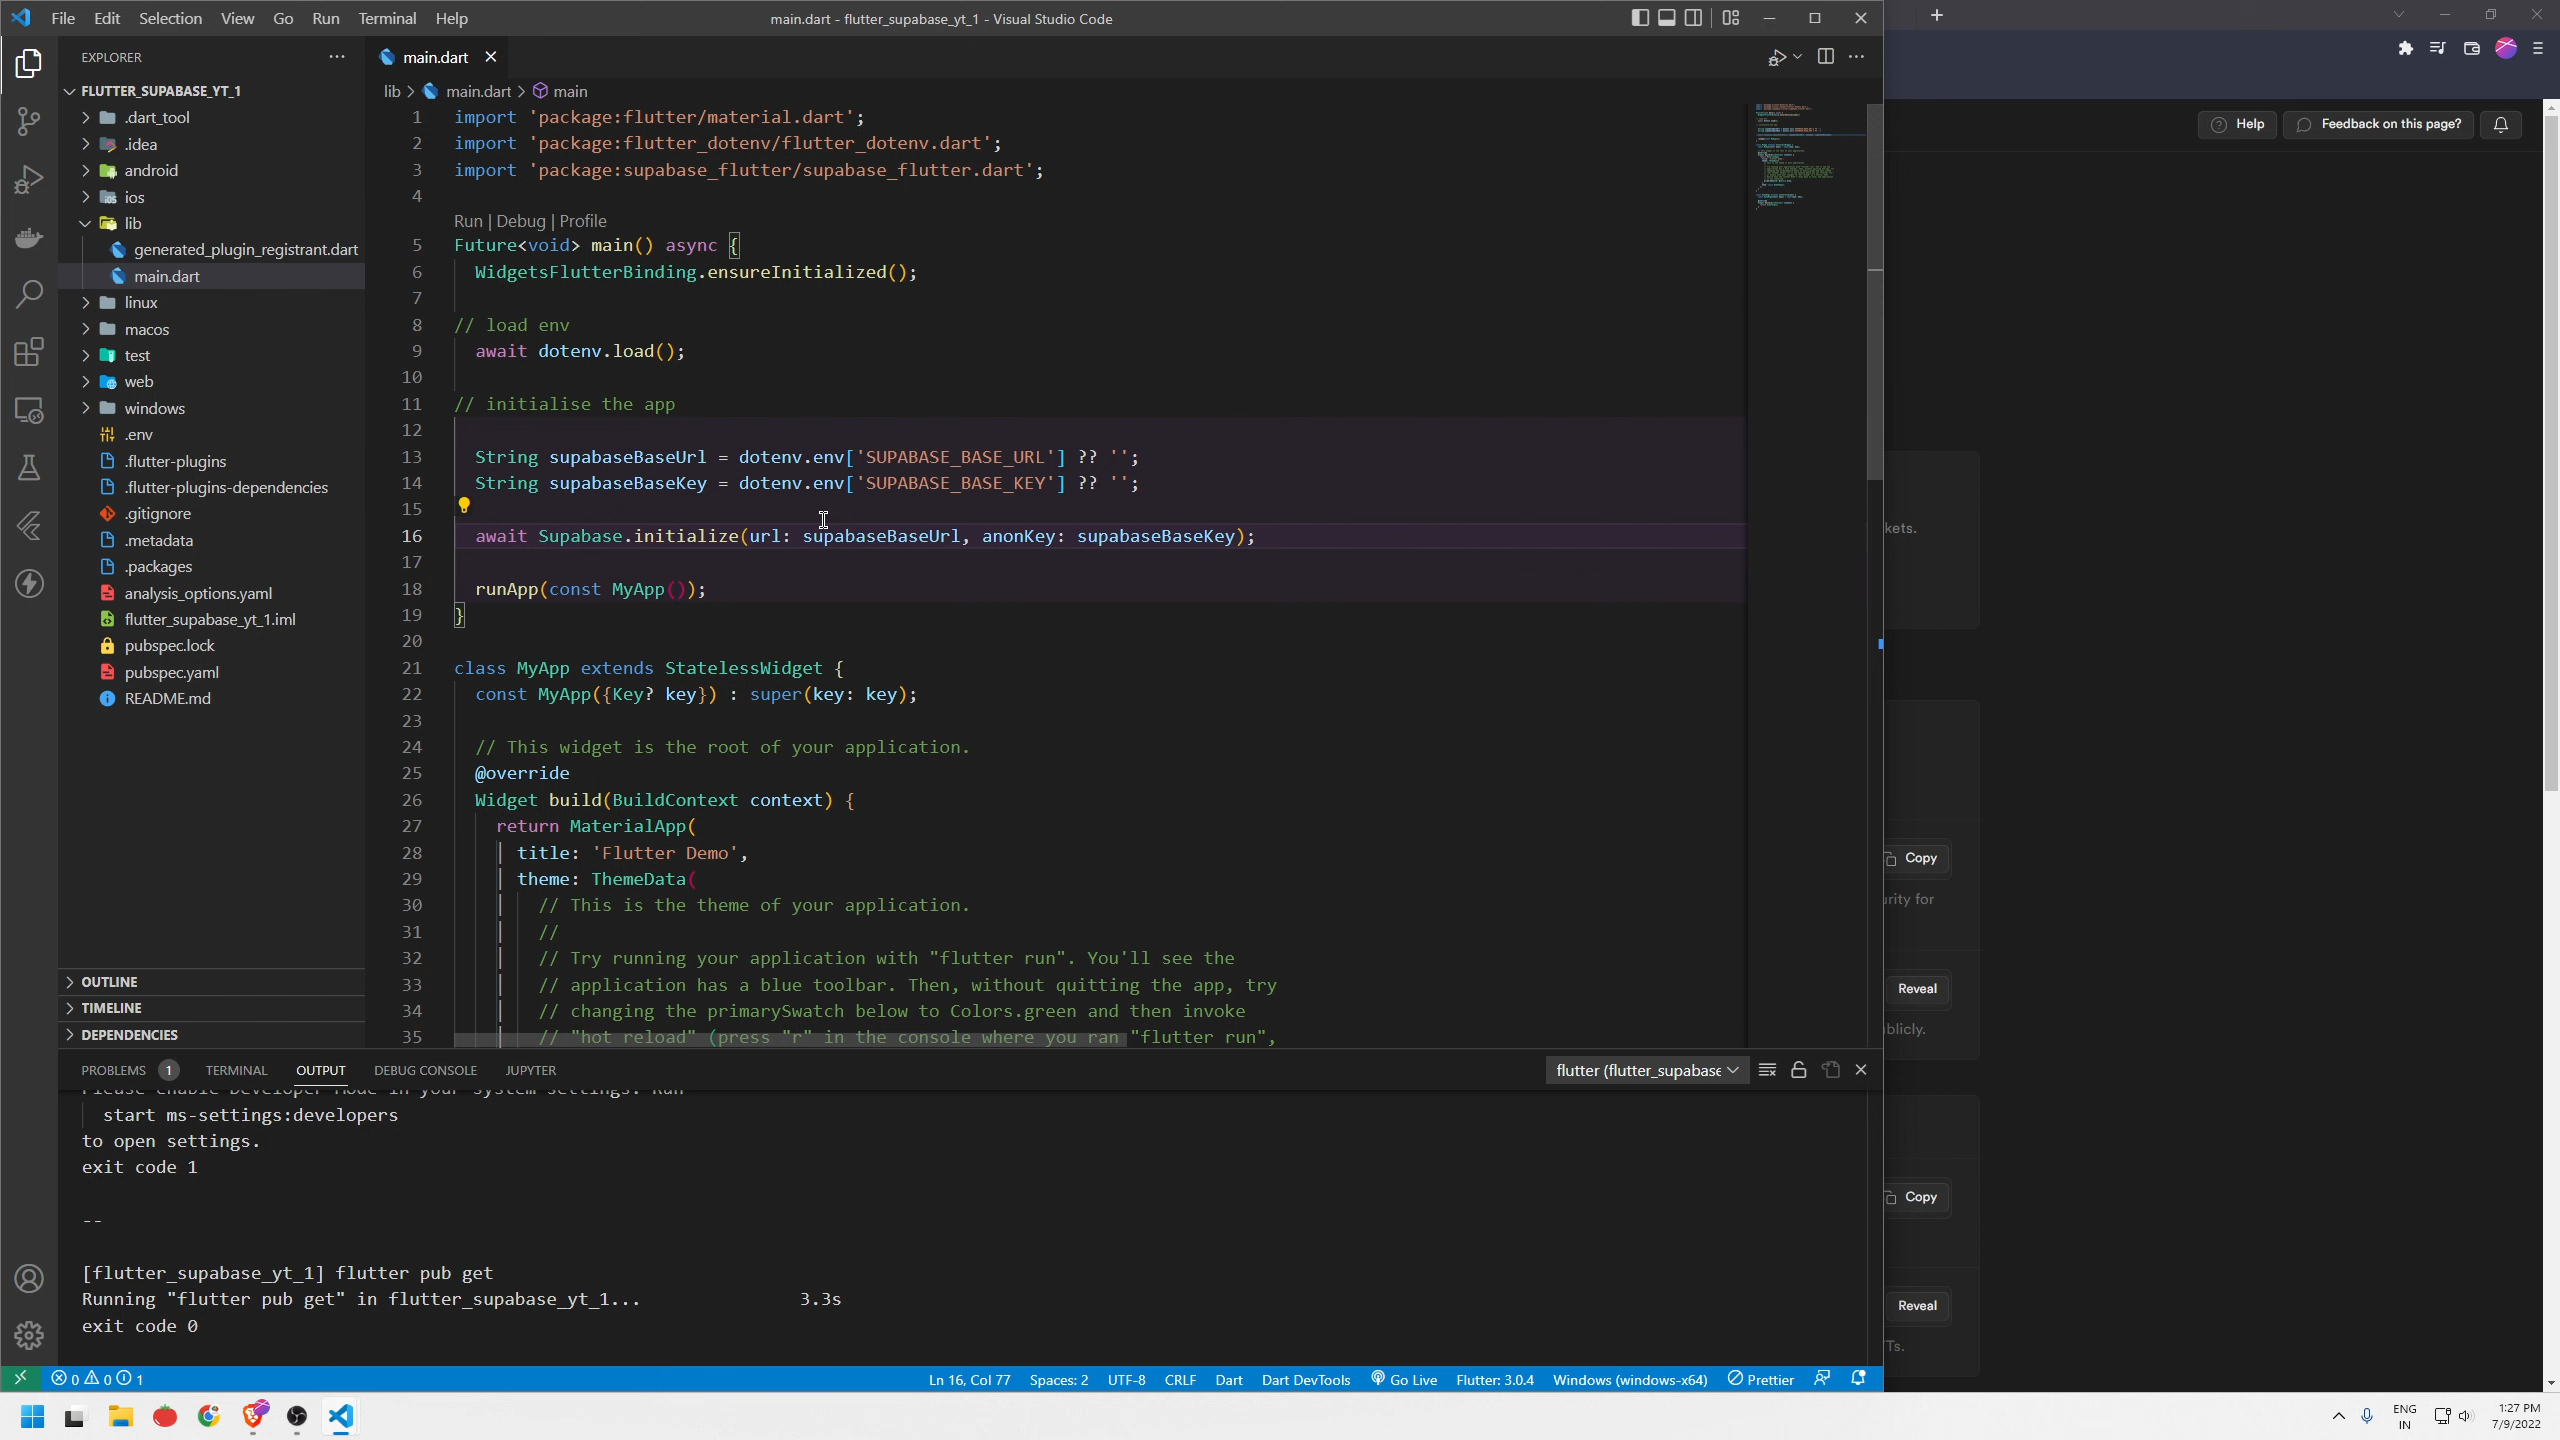 File Edit Selection View Go Run Terminal Help
main.dart - flutter_supabase_yt_1 - Visual Studio Code
EXPLORER
FLUTTER_SUPABASE_YT_1
.dart_tool
.idea
android
ios
lib
generated_plugin_registrant.dart
main.dart
linux
macos
test
web
windows
.env
.flutter-plugins
.flutter-plugins-dependencies
.gitignore
.metadata
.packages
analysis_options.yaml
flutter_supabase_yt_1.iml
pubspec.lock
pubspec.yaml
README.md
OUTLINE
TIMELINE
DEPENDENCIES
main.dart
lib > main.dart > main
1 import 'package:flutter/material.dart';
2 import 'package:flutter_dotenv/flutter_dotenv.dart';
3 import 'package:supabase_flutter/supabase_flutter.dart';
4
Run | Debug | Profile
5 Future<void> main() async {
6 WidgetsFlutterBinding.ensureInitialized();
7
8 // load env
9 await dotenv.load();
10
11 // initialise the app
12
13 String supabaseBaseUrl = dotenv.env['SUPABASE_BASE_URL'] ?? '';
14 String supabaseBaseKey = dotenv.env['SUPABASE_BASE_KEY'] ?? '';
15
16 await Supabase.initialize(url: supabaseBaseUrl, anonKey: supabaseBaseKey);
17
18 runApp(const MyApp());
19 }
20
21 class MyApp extends StatelessWidget {
22 const MyApp({Key? key}) : super(key: key);
23
24 // This widget is the root of your application.
25 @override
26 Widget build(BuildContext context) {
27 return MaterialApp(
28 title: 'Flutter Demo',
29 theme: ThemeData(
30 // This is the theme of your application.
31 //
32 // Try running your application with "flutter run". You'll see the
33 // application has a blue toolbar. Then, without quitting the app, try
34 // changing the primarySwatch below to Colors.green and then invoke
35 // "hot reload" (press "r" in the console where you ran "flutter run",
PROBLEMS 1 TERMINAL OUTPUT DEBUG CONSOLE JUPYTER
flutter (flutter_supabase
Please enable Developer Mode in your system settings. Run
start ms-settings:developers
to open settings.
exit code 1
--
[flutter_supabase_yt_1] flutter pub get
Running "flutter pub get" in flutter_supabase_yt_1... 3.3s
exit code 0
0 0 1
Ln 16, Col 77 Spaces: 2 UTF-8 CRLF Dart Dart DevTools Go Live Flutter: 3.0.4 Windows (windows-x64) Prettier
Help Feedback on this page?
kets.
Copy
urity for
Reveal
blicly.
Copy
Reveal
Ts.
ENG
IN
1:27 PM
7/9/2022